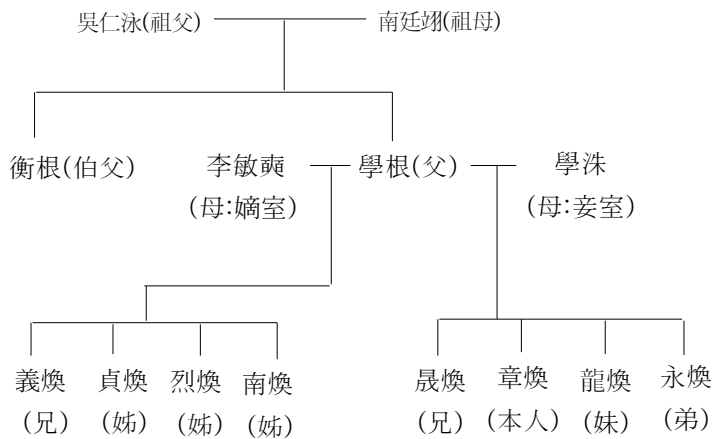 吳仁泳(祖父) 南廷翊(祖母)
衡根(伯父) 李敏奭 學根(父) 學洙
(母:嫡室) (母:妾室)
義煥 貞煥 烈煥 南煥 晟煥 章煥 龍煥 永煥
(兄) (姊) (姊) (姊) (兄) (本人) (妹) (弟)